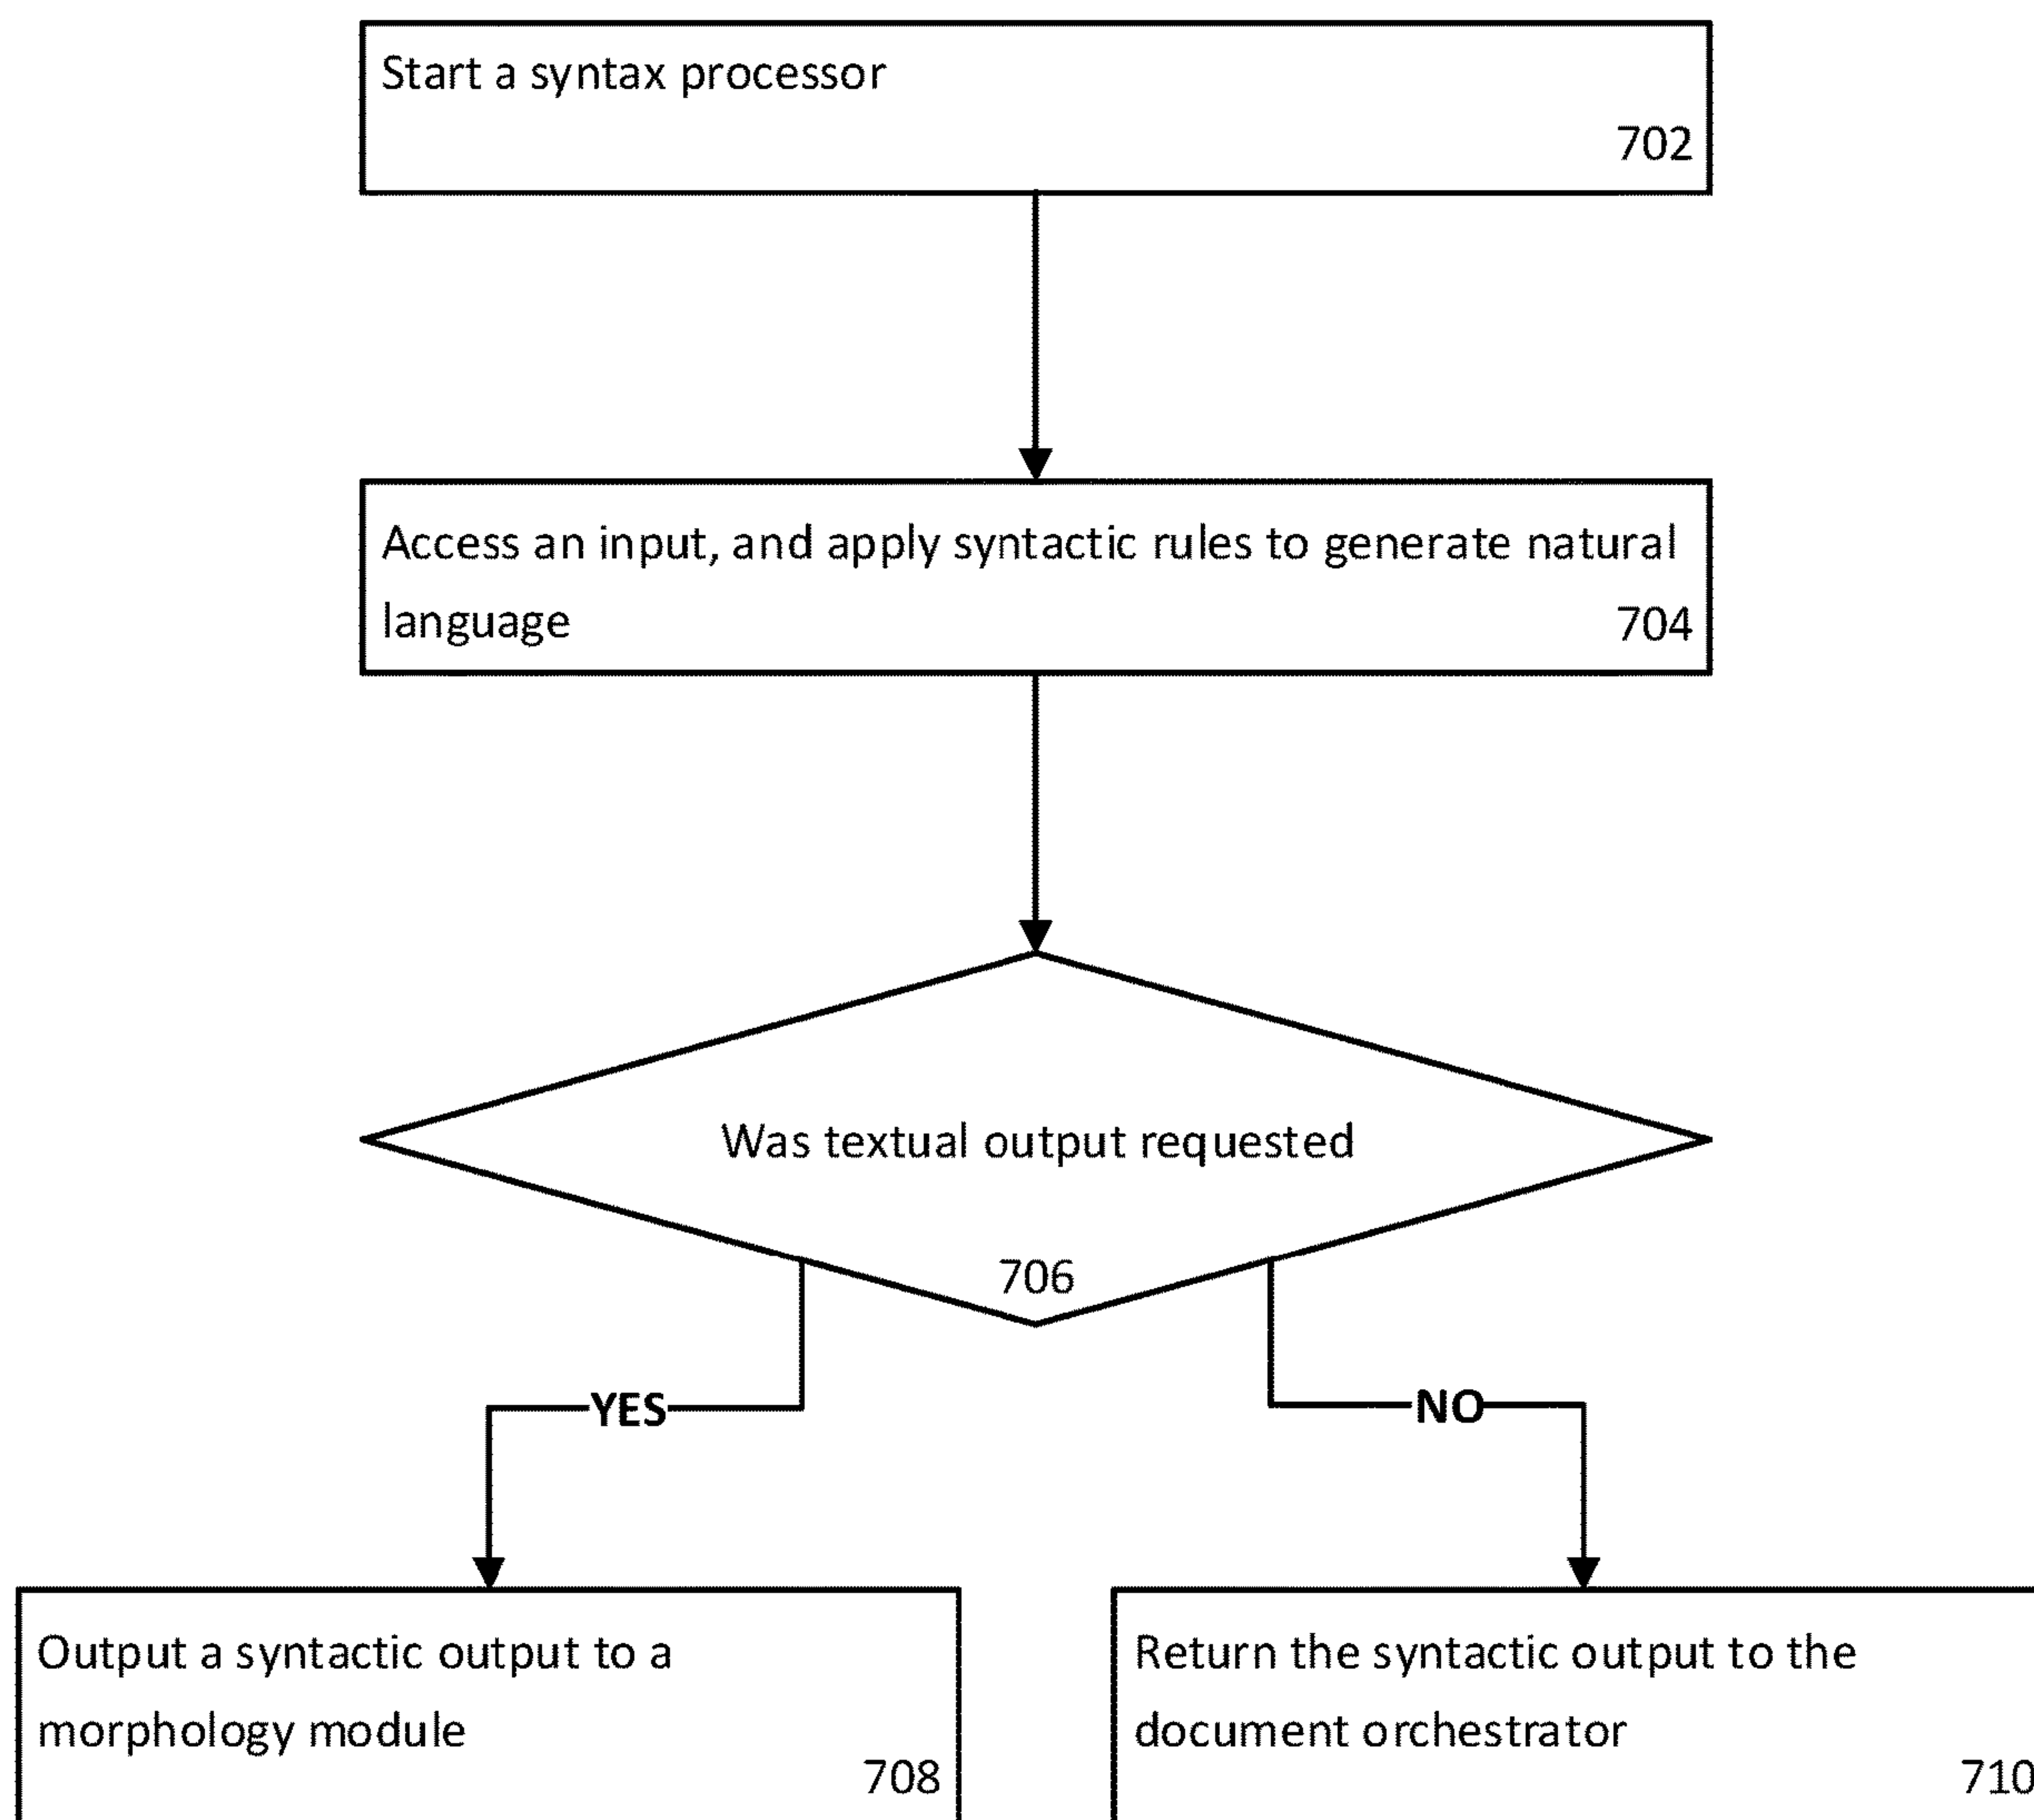 Start a syntax processor
702
Access an input, and apply syntactic rules to generate natural
language
704
Was textual output requested
706
YES
NO
Output a syntactic output to a
morphology module
708
Return the syntactic output to the
document orchestrator
710